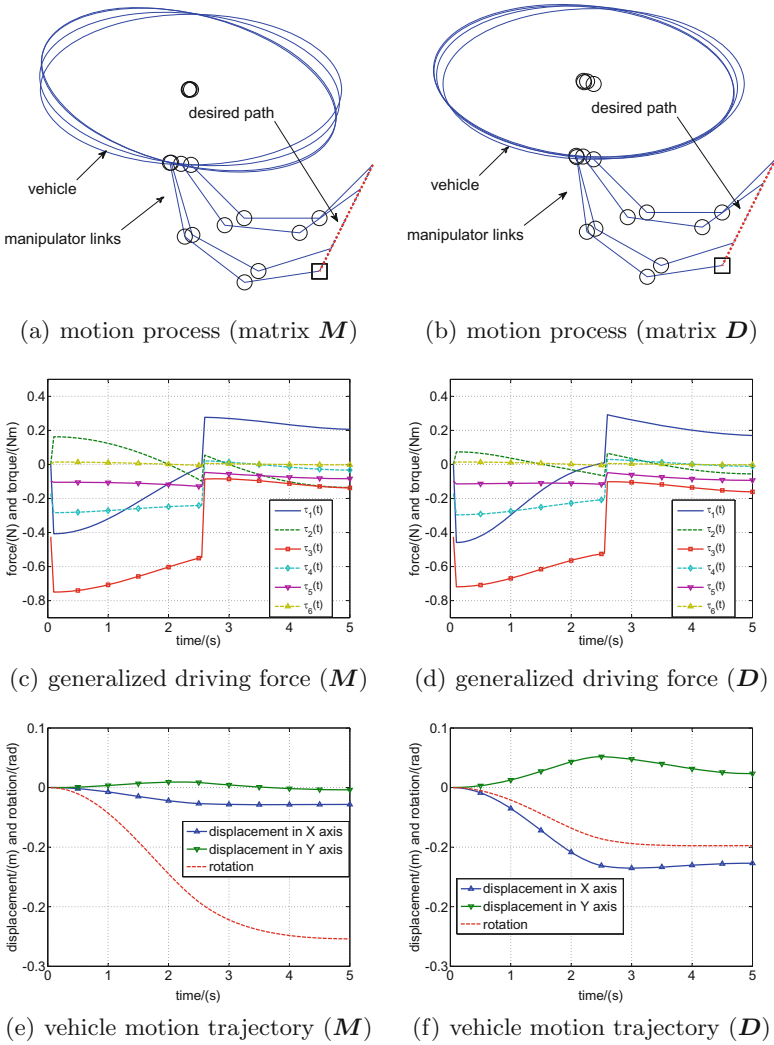 desired path
vehicle
manipulator links
desired path
vehicle
manipulator links
(a) motion process (matrix M)
(b) motion process (matrix D)
force/(N) and torque/(Nm)
0.4
0.2
0
-0.2
-0.4
-0.6
-0.8
τ1(t)
τ2(t)
τ3(t)
τ4(t)
τ5(t)
τ6(t)
0 1 2 3 4 5
time/(s)
force/(N) and torque/(Nm)
0.4
0.2
0
-0.2
-0.4
-0.6
-0.8
τ1(t)
τ2(t)
τ3(t)
τ4(t)
τ5(t)
τ6(t)
0 1 2 3 4 5
time/(s)
(c) generalized driving force (M)
(d) generalized driving force (D)
displacement/(m) and rotation/(rad)
0.1
0
-0.2
-0.2
-0.3
displacement in X axis
displacement in Y axis
rotation
0 1 2 3 4 5
time/(s)
displacement/(m) and rotation/(rad)
0.1
0
-0.2
-0.2
-0.3
displacement in X axis
displacement in Y axis
rotation
0 1 2 3 4 5
time/(s)
(e) vehicle motion trajectory (M)
(f) vehicle motion trajectory (D)